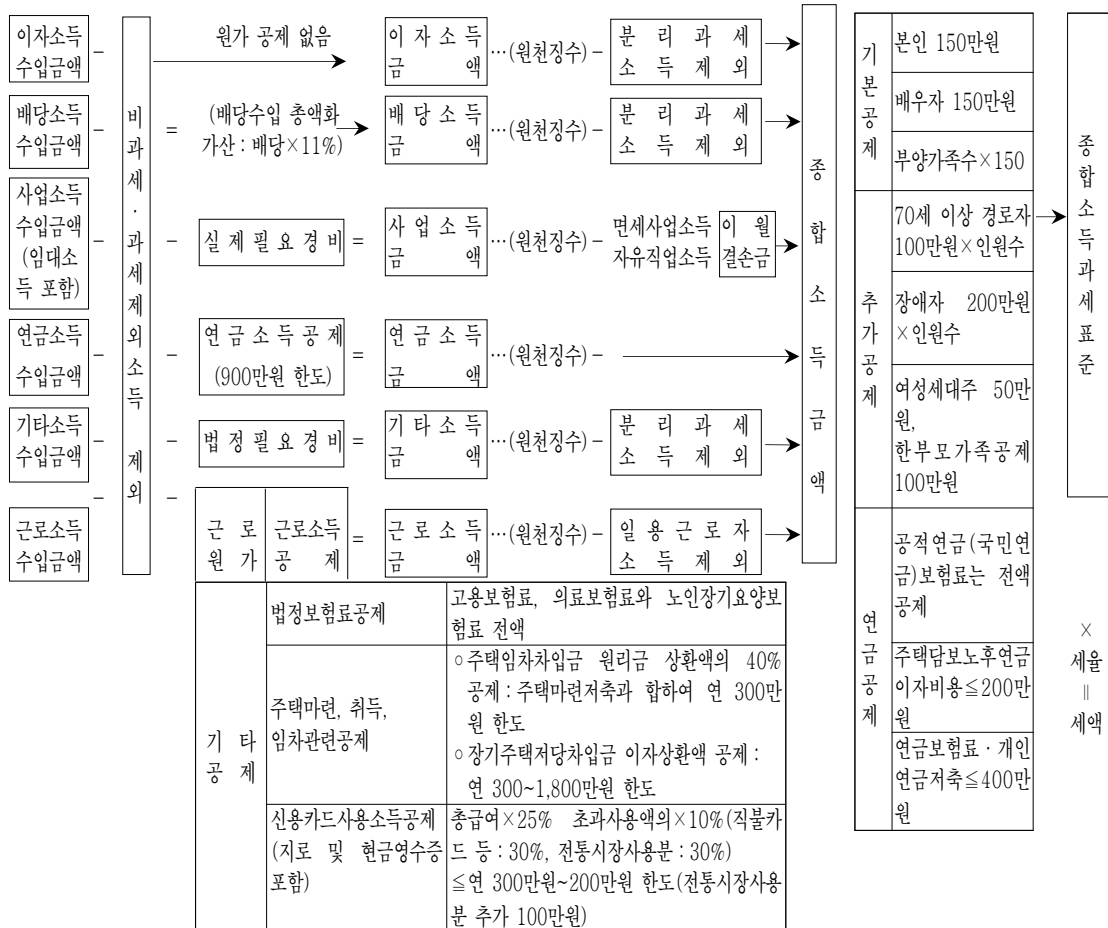 이자소득
수입금액
－
원가 공제 없음
이 자 소 득
금 액
…(원천징수)－
분 리 과 세
소 득 제 외
배당소득
수입금액
－
＝
(배당수입 총액화
가산 : 배당×11%)
배 당 소 득
금 액
…(원천징수)－
분 리 과 세
소 득 제 외
사업소득
수입금액
(임대소
득 포함)
－
－
실 제 필 요 경 비
＝
사 업 소 득
금 액
…(원천징수)－
면세사업소득
자유직업소득
이 월
결손금
연금소득
수입금액
－
－
연 금 소 득 공 제
(900만원 한도)
＝
연 금 소 득
금 액
…(원천징수)－
기타소득
수입금액
－
－
법 정 필 요 경 비
＝
기 타 소 득
금 액
…(원천징수)－
분 리 과 세
소 득 제 외
근로소득
수입금액
－
－
근 로
원 가
근로소득
공 제
＝
근 로 소 득
금 액
…(원천징수)－
일 용 근 로 자
소 득 제 외
비과세·과세제외소득 제외
종합소득금액
기 타
공 제
법정보험료공제
고용보험료, 의료보험료와 노인장기요양보
험료 전액
주택마련, 취득,
임차관련공제
○주택임차차입금 원리금 상환액의 40%
공제 : 주택마련저축과 합하여 연 300만
원 한도
○장기주택저당차입금 이자상환액 공제 :
연 300~1,800만원 한도
신용카드사용소득공제
(지로 및 현금영수증
포함)
총급여×25% 초과사용액의×10%(직불카
드 등 : 30%, 전통시장사용분 : 30%)
≦연 300만원~200만원 한도(전통시장사용
분 추가 100만원)
기본공제
본인 150만원
배우자 150만원
부양가족수×150
추가공제
70세 이상 경로자
100만원×인원수
장애자 200만원
×인원수
여성세대주 50만
원,
한부모가족공제
100만원
연금공제
공적연금(국민연
금)보험료는 전액
공제
주택담보노후연금
이자비용≦200만
원
연금보험료·개인
연금저축≦400만
원
종합소득과세표준
×
세율
॥
세액